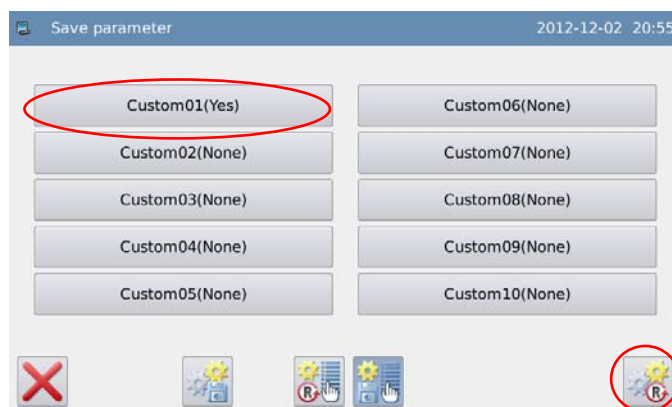 Save parameter 2012-12-02 20:55
Custom01(Yes) Custom06(None)
Custom02(None) Custom07(None)
Custom03(None) Custom08(None)
Custom04(None) Custom09(None)
Custom05(None) Custom10(None)
R R